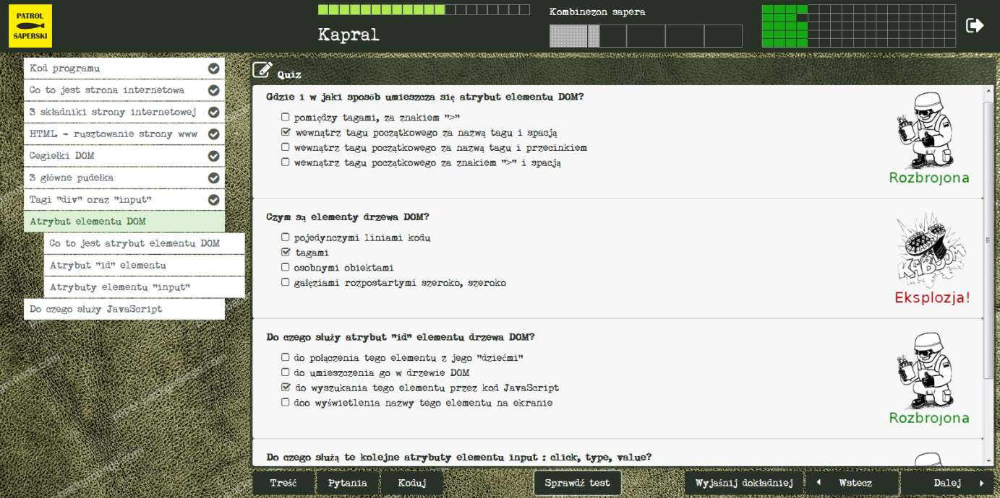 PATROL
SAPERSKI
Kapral
Kombinezon sapera
Kod programu
Co to jest strona internetowa
3 składniki strony internetowej
HTML - rusztowanie strony www
Cegiełki DOM
3 główne pudełka
Tagi "div" oraz "input"
Atrybut elementu DOM
Co to jest atrybut elementu DOM
Atrybut "id" elementu
Atrybuty elementu "input"
Do czego służy JavaScript
Quiz
Gdzie i w jaki sposób umieszcza się atrybut elementu DOM?
pomiędzy tagami, za znakiem ">"
wewnątrz tagu początkowego za nazwą tagu i spacją
wewnątrz tagu początkowego za nazwą tagu i przecinkiem
wewnątrz tagu początkowego za znakiem ">" i spacją
Rozbrojona
Czym są elementy drzewa DOM?
pojedynczymi liniami kodu
tagami
osobnymi obiektami
gałęziami rozpostartymi szeroko, szeroko
KABOOM
Eksplozja!
Do czego służy atrybut "id" elementu drzewa DOM?
do połączenia tego elementu z jego "dziećmi"
do umieszczenia go w drzewie DOM
do wyszukania tego elementu przez kod JavaScript
doo wyświetlenia nazwy tego elementu na ekranie
Rozbrojona
Do czego służą te kolejne atrybuty elementu input : click, type, value?
Treść
Pytania
Koduj
Sprawdź test
Wyjaśnij dokładniej
Wstecz
Dalej